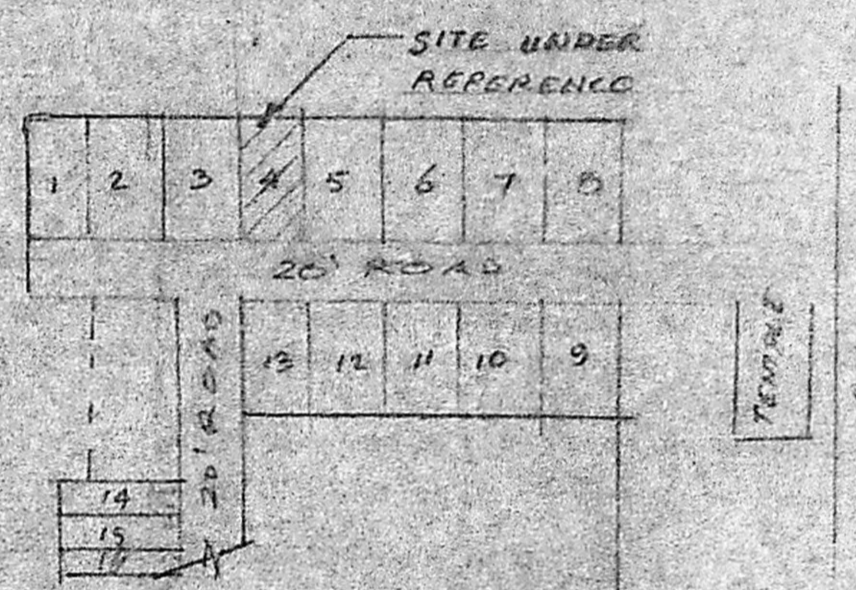 SITE UNDER
REFERENCE
1 2 3 4 5 6 7 8
20' ROAD
13 12 11 10 9
20' ROAD
TEMPLE
14
15